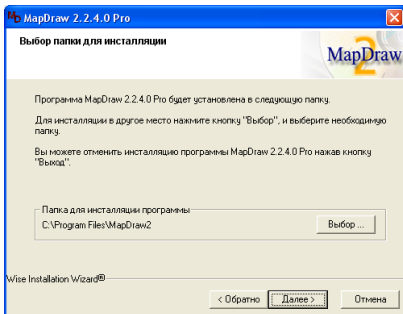 MapDraw 2.2.4.0 Pro
Выбор папки для инсталляции
MapDraw
2
Программа MapDraw 2.2.4.0 Pro будет установлена в следующую папку.
Для инсталляции в другое место нажмите кнопку "Выбор", и выберите необходимую
папку.
Вы можете отменить инсталляцию программы MapDraw 2.2.4.0 Pro нажав кнопку
"Выход".
Папка для инсталляции программы
C:\Program Files\MapDraw2
Выбор ...
Wise Installation Wizard®
< Обратно
Далее >
Отмена